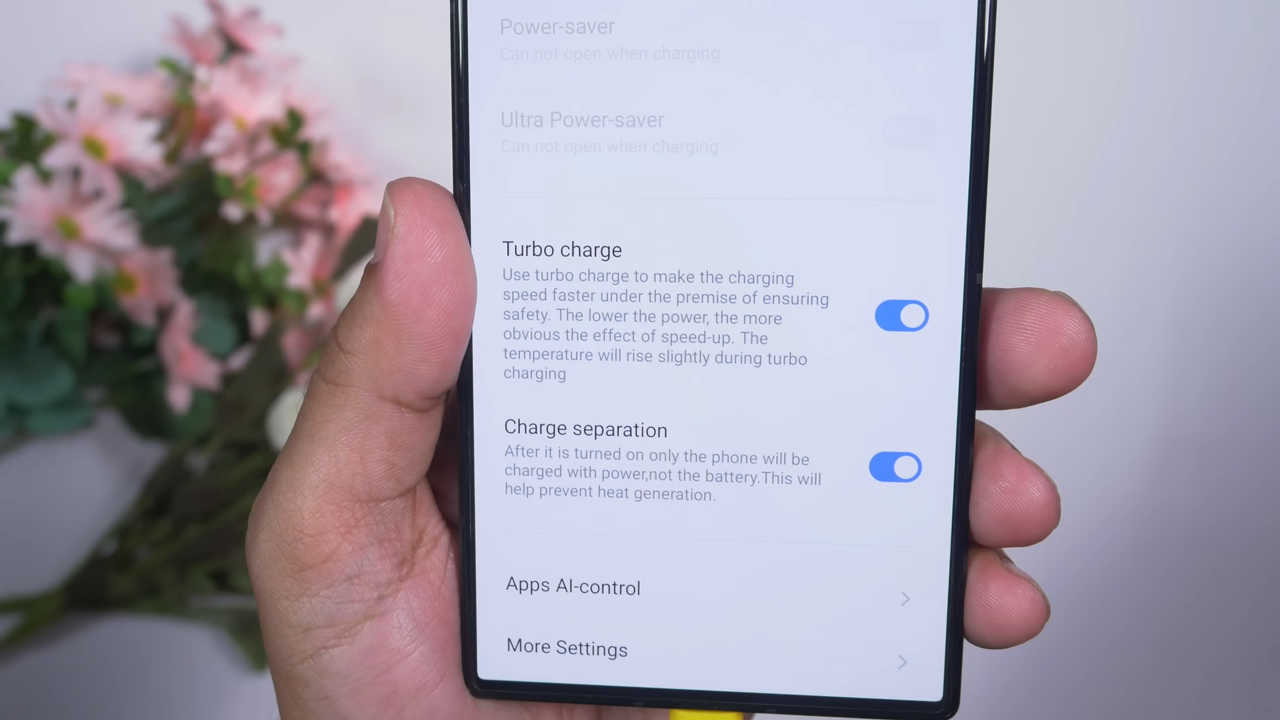 Power-saver
Can not open when charging
Ultra Power-saver
Can not open when charging
Turbo charge
Use turbo charge to make the charging
speed faster under the premise of ensuring
safety. The lower the power, the more
obvious the effect of speed-up. The
temperature will rise slightly during turbo
charging
Charge separation
After it is turned on only the phone will be
charged with power,not the battery.This will
help prevent heat generation.
Apps AI-control
More Settings